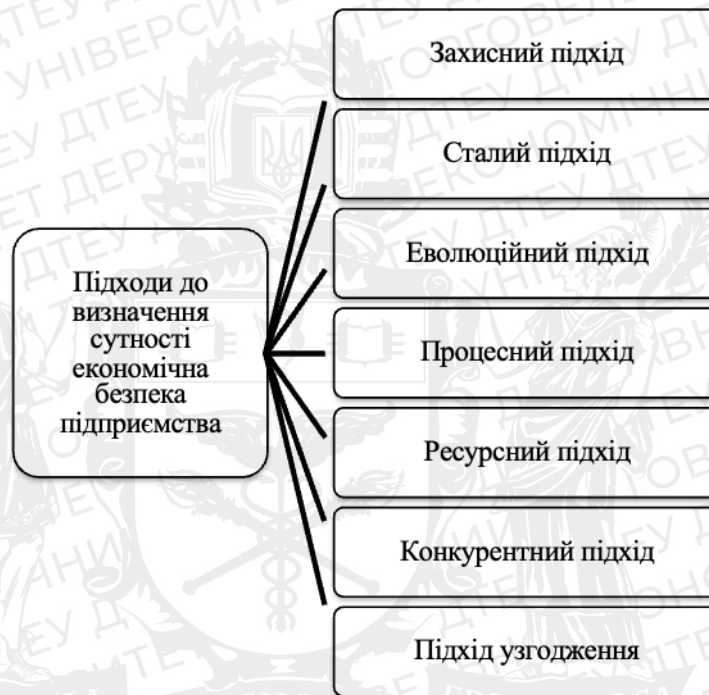 Захисний підхід
Сталий підхід
Еволюційний підхід
Процесний підхід
Ресурсний підхід
Конкурентний підхід
Підхід узгодження
Підходи до
визначення
сутності
економічна
безпека
підприємства